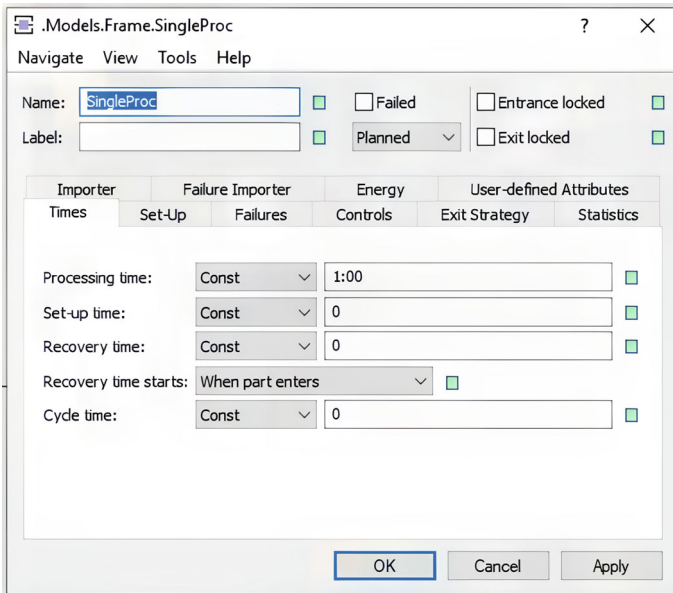 .Models.Frame.SingleProc ? X
Navigate View Tools Help
Name: SingleProc Failed Entrance locked
Label: Planned Exit locked
Importer Failure Importer Energy User-defined Attributes
Times Set-Up Failures Controls Exit Strategy Statistics
Processing time: Const 1:00
Set-up time: Const 0
Recovery time: Const 0
Recovery time starts: When part enters
Cycle time: Const 0
OK Cancel Apply